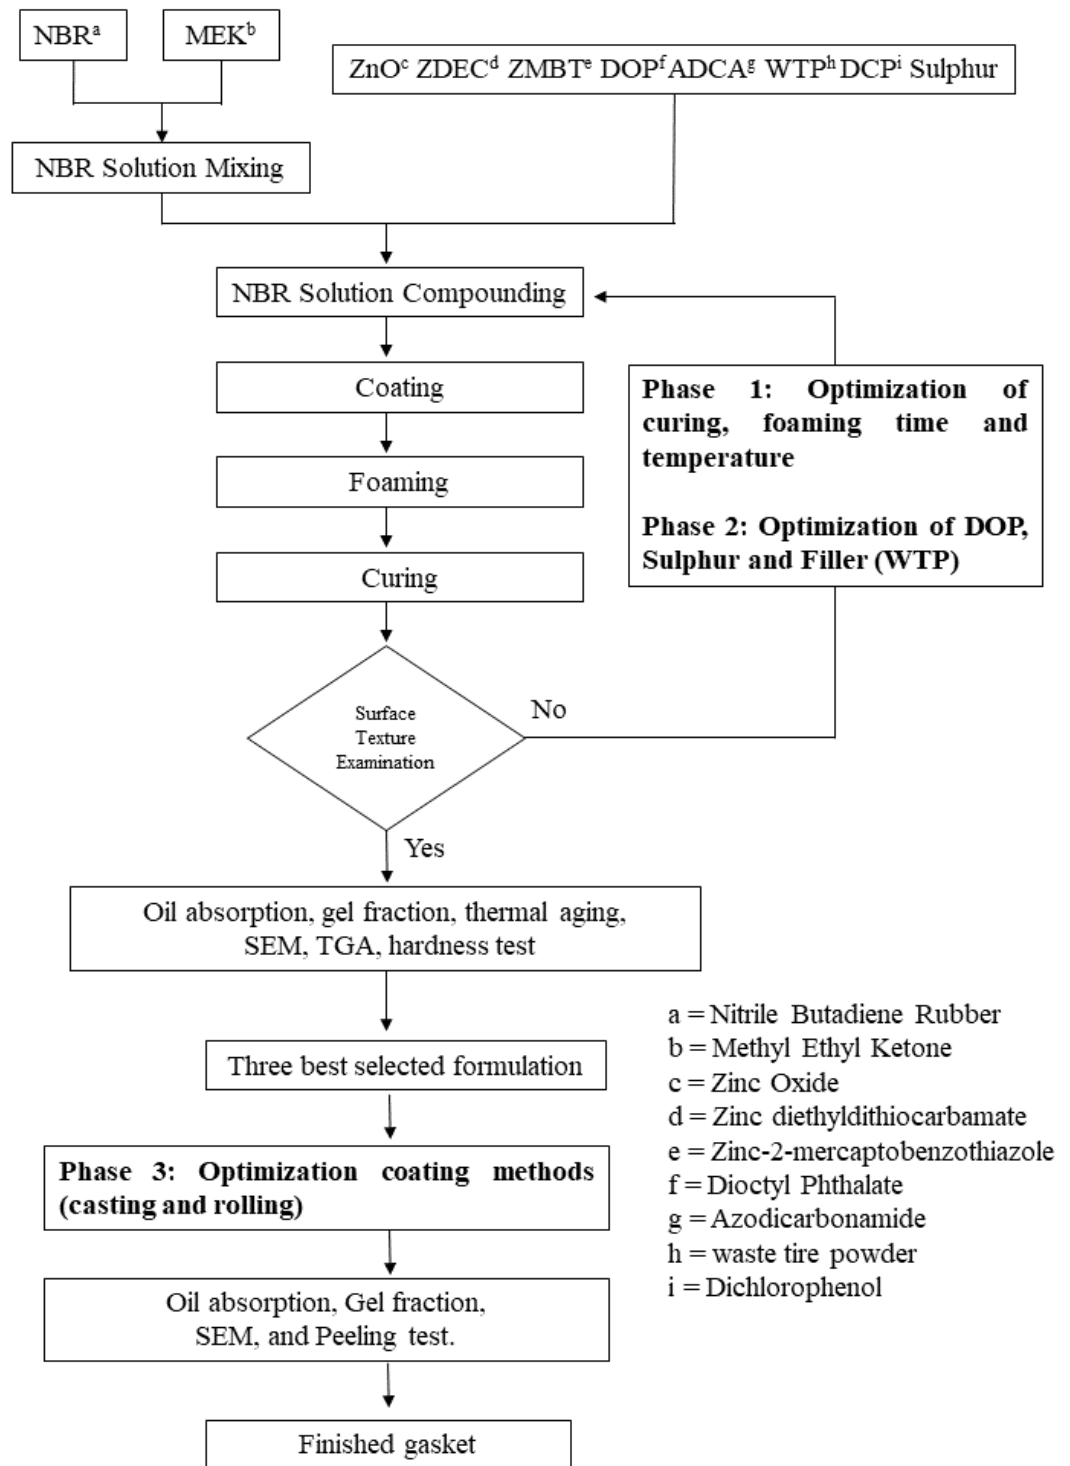 NBRᵃ
MEKᵇ
ZnOᶜ ZDECᵈ ZMBTᵉ DOPᶠ ADCAᵍ WTPʰ DCPⁱ Sulphur
NBR Solution Mixing
NBR Solution Compounding
Coating
Foaming
Curing
Phase 1: Optimization of
curing, foaming time and
temperature
Phase 2: Optimization of DOP,
Sulphur and Filler (WTP)
Surface
Texture
Examination
No
Yes
Oil absorption, gel fraction, thermal aging,
SEM, TGA, hardness test
Three best selected formulation
Phase 3: Optimization coating methods
(casting and rolling)
Oil absorption, Gel fraction,
SEM, and Peeling test.
Finished gasket
a = Nitrile Butadiene Rubber
b = Methyl Ethyl Ketone
c = Zinc Oxide
d = Zinc diethyldithiocarbamate
e = Zinc-2-mercaptobenzothiazole
f = Dioctyl Phthalate
g = Azodicarbonamide
h = waste tire powder
i = Dichlorophenol